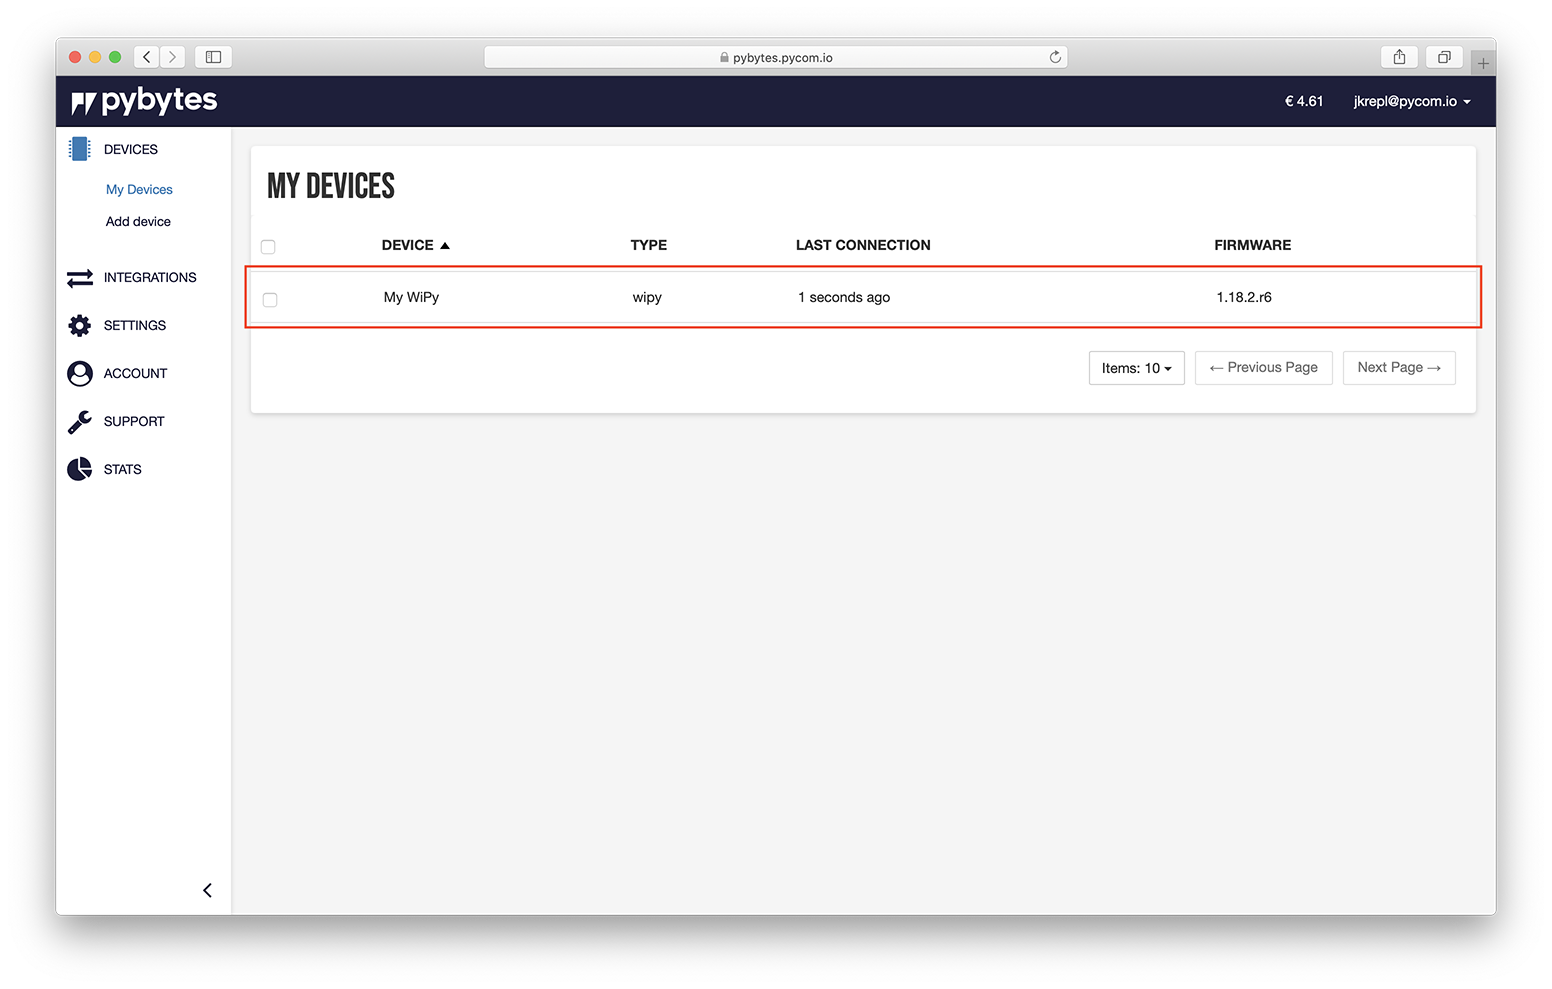 pybytes.pycom.io
pybytes
€ 4.61 jkrepl@pycom.io
DEVICES
My Devices
Add device
INTEGRATIONS
SETTINGS
ACCOUNT
SUPPORT
STATS
MY DEVICES
DEVICE ▲ TYPE LAST CONNECTION FIRMWARE
My WiPy wipy 1 seconds ago 1.18.2.r6
Items: 10 ← Previous Page Next Page →